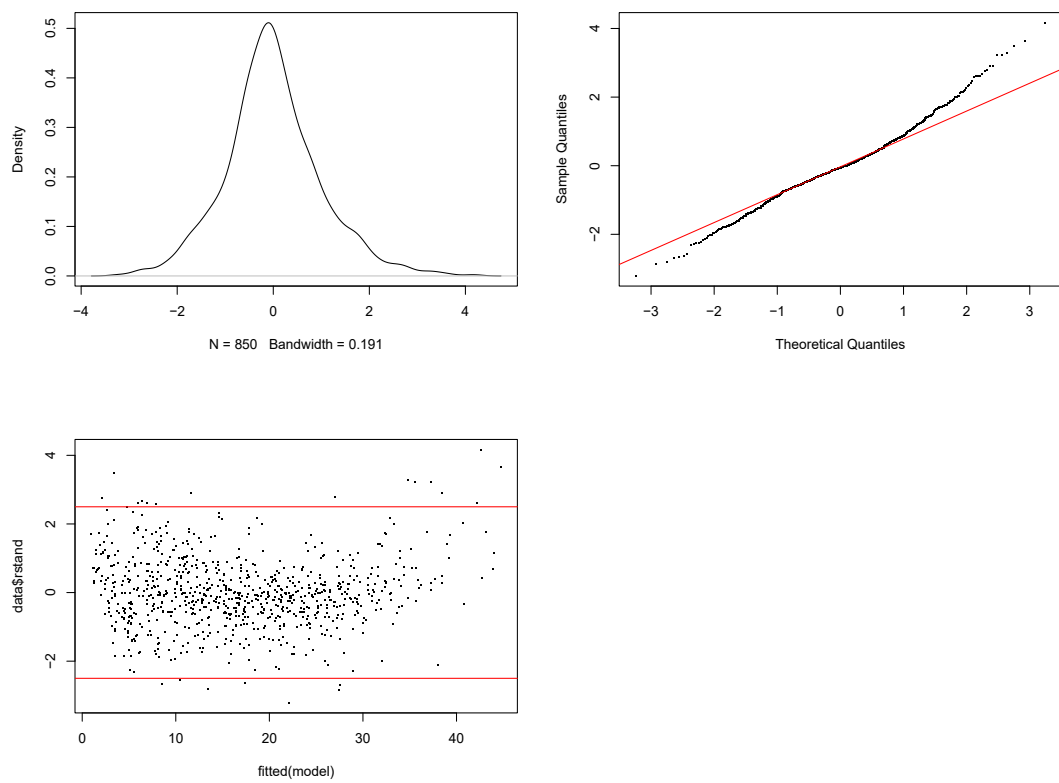 0.5
0.4
0.3
0.2
0.1
0.0
Density
−4 −2 0 2 4
N = 850 Bandwidth = 0.191
4
2
0
−2
Sample Quantiles
−3 −2 −1 0 1 2 3
Theoretical Quantiles
4
2
0
−2
data$rstand
0 10 20 30 40
fitted(model)